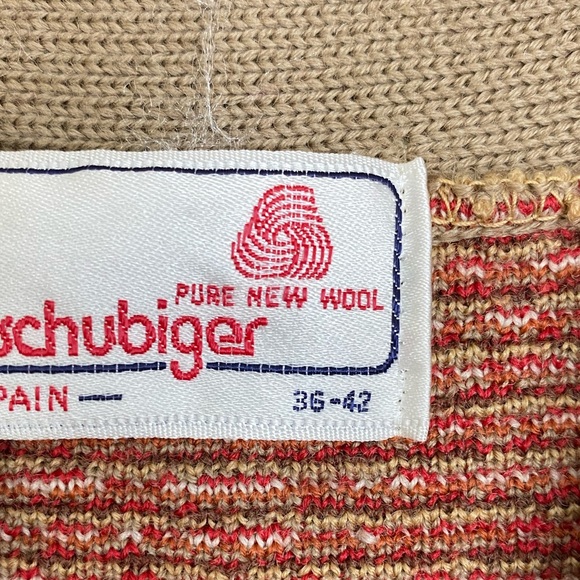 PURE NEW WOOL
schubiger
PAIN — 36-42